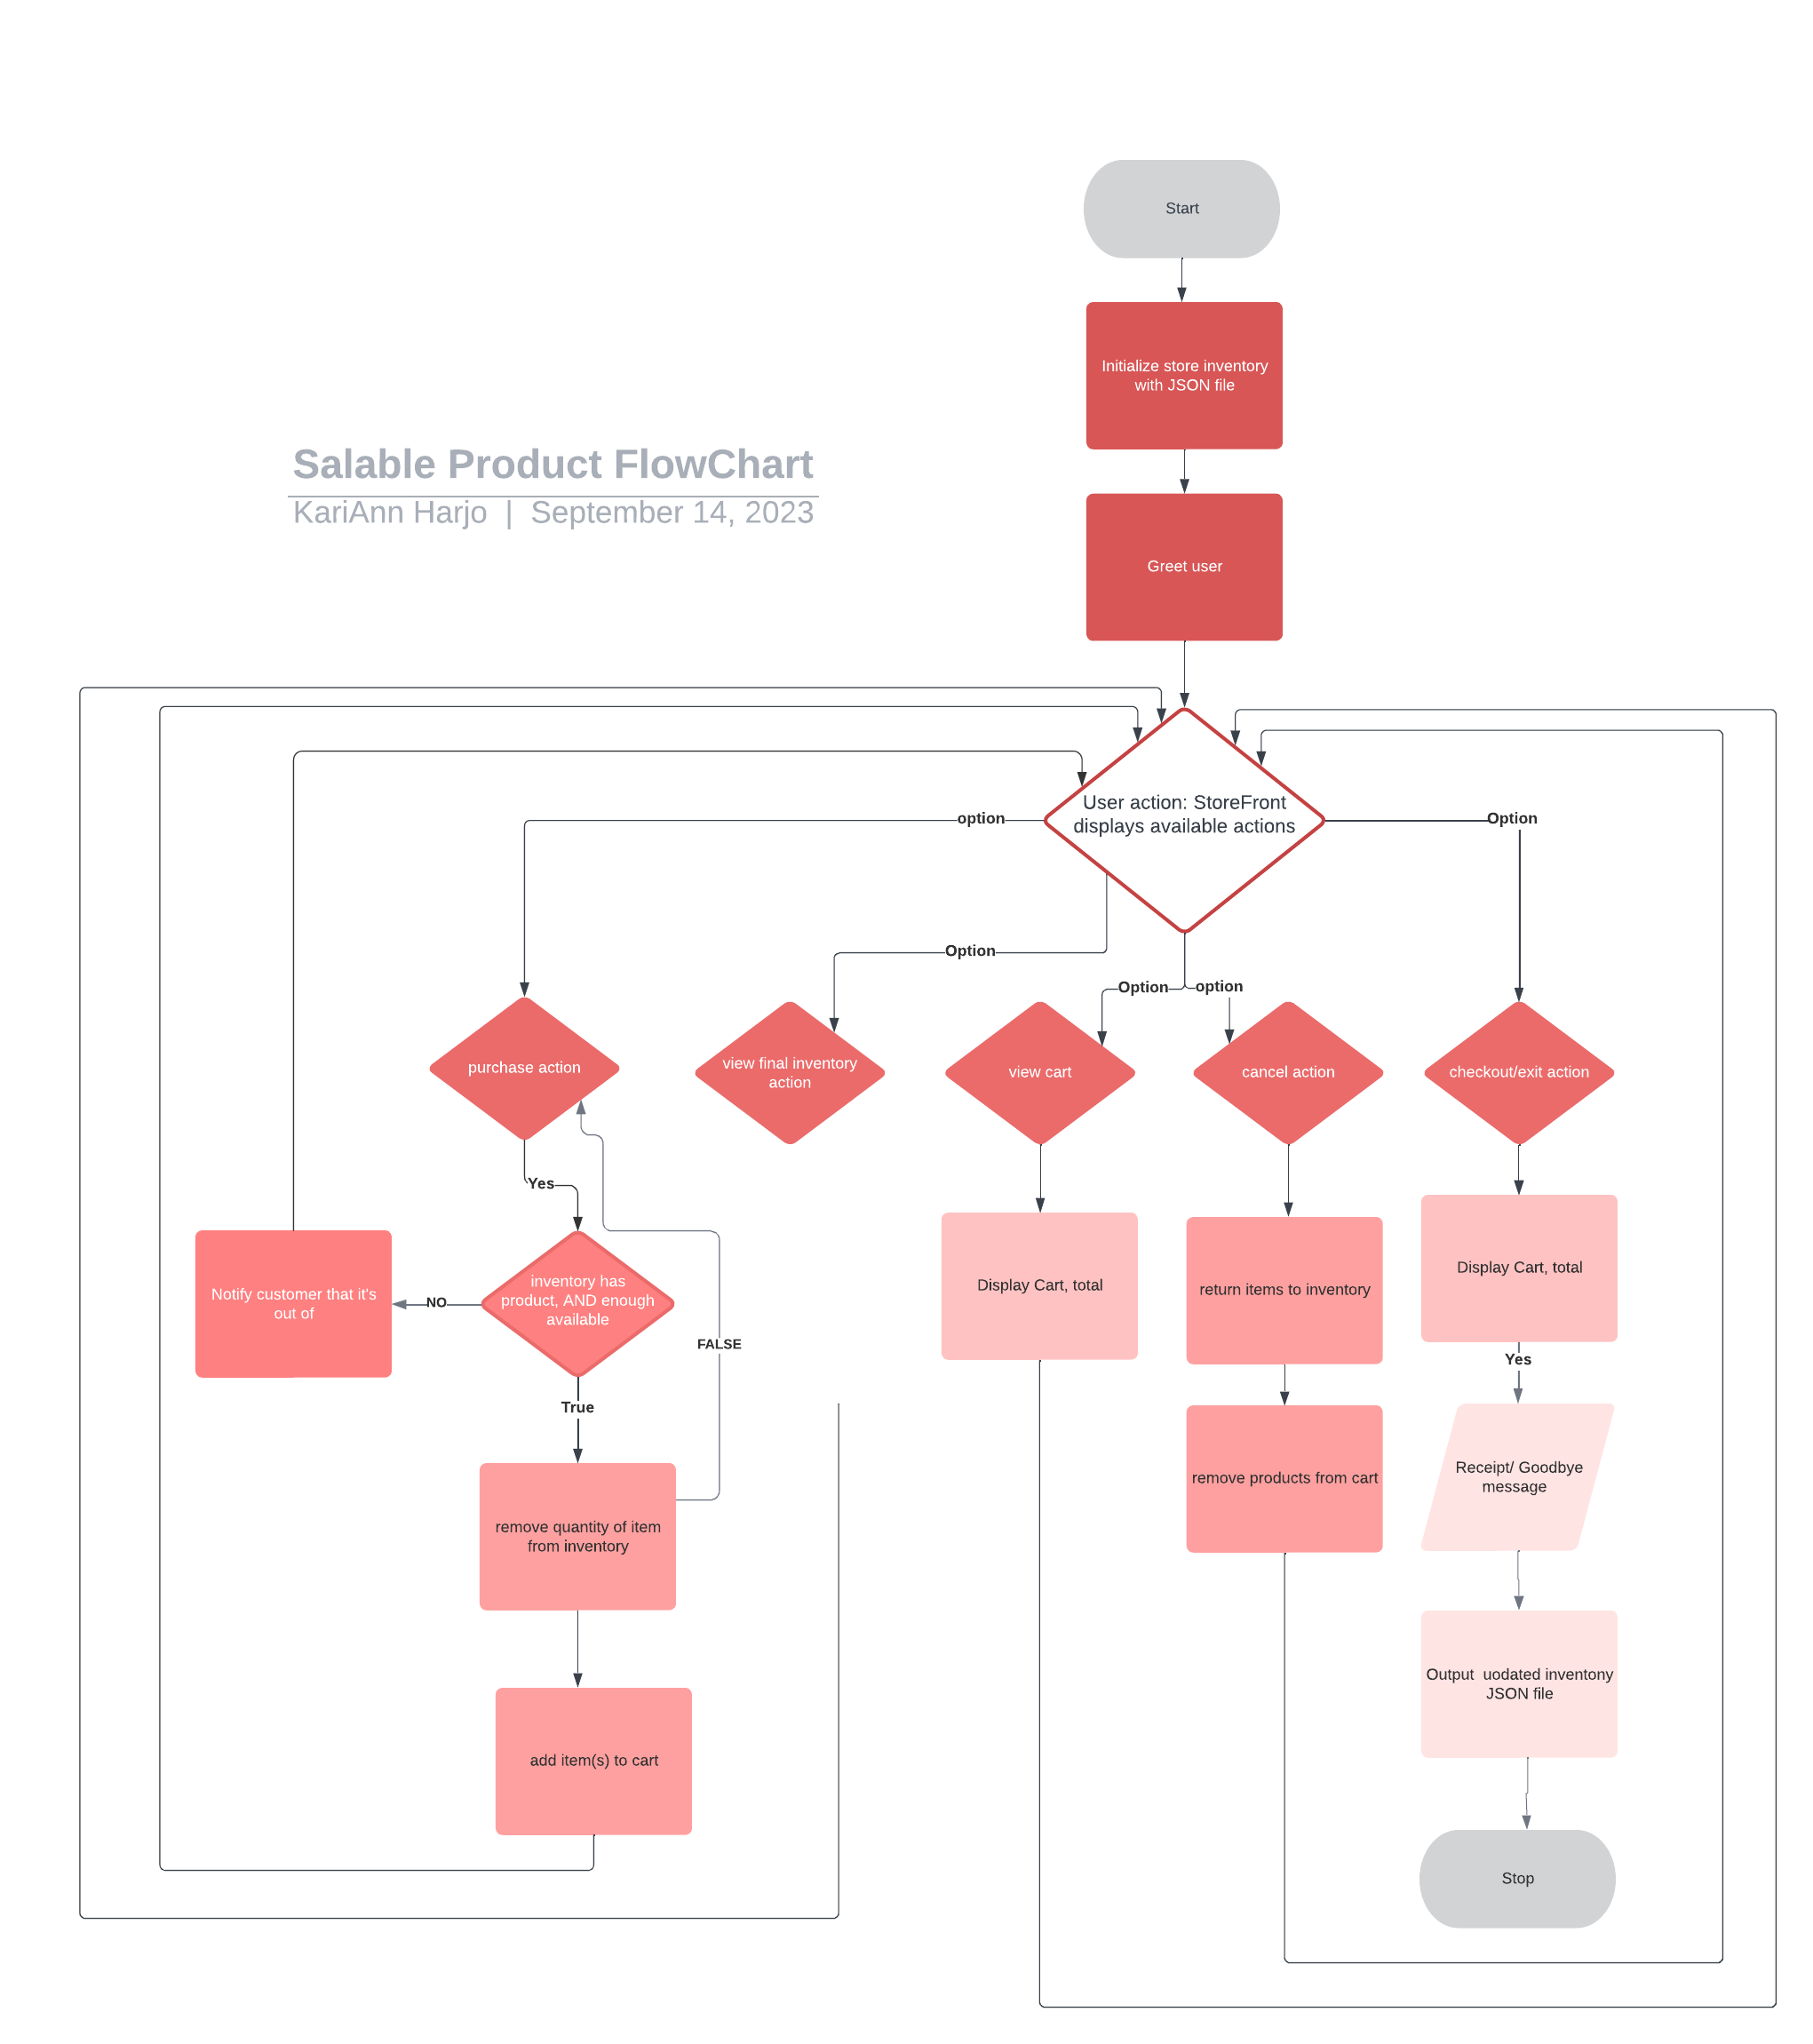 Start
Initialize store inventory
with JSON file
Salable Product FlowChart
KariAnn Harjo | September 14, 2023
Greet user
User action: StoreFront
displays available actions
option
Option
Option
Option
option
purchase action
view final inventory
action
view cart
cancel action
checkout/exit action
Yes
Notify customer that it's
out of
NO
inventory has
product, AND enough
available
FALSE
True
Display Cart, total
return items to inventory
Display Cart, total
Yes
remove quantity of item
from inventory
remove products from cart
Receipt/ Goodbye
message
add item(s) to cart
Output  uodated inventony
JSON file
Stop